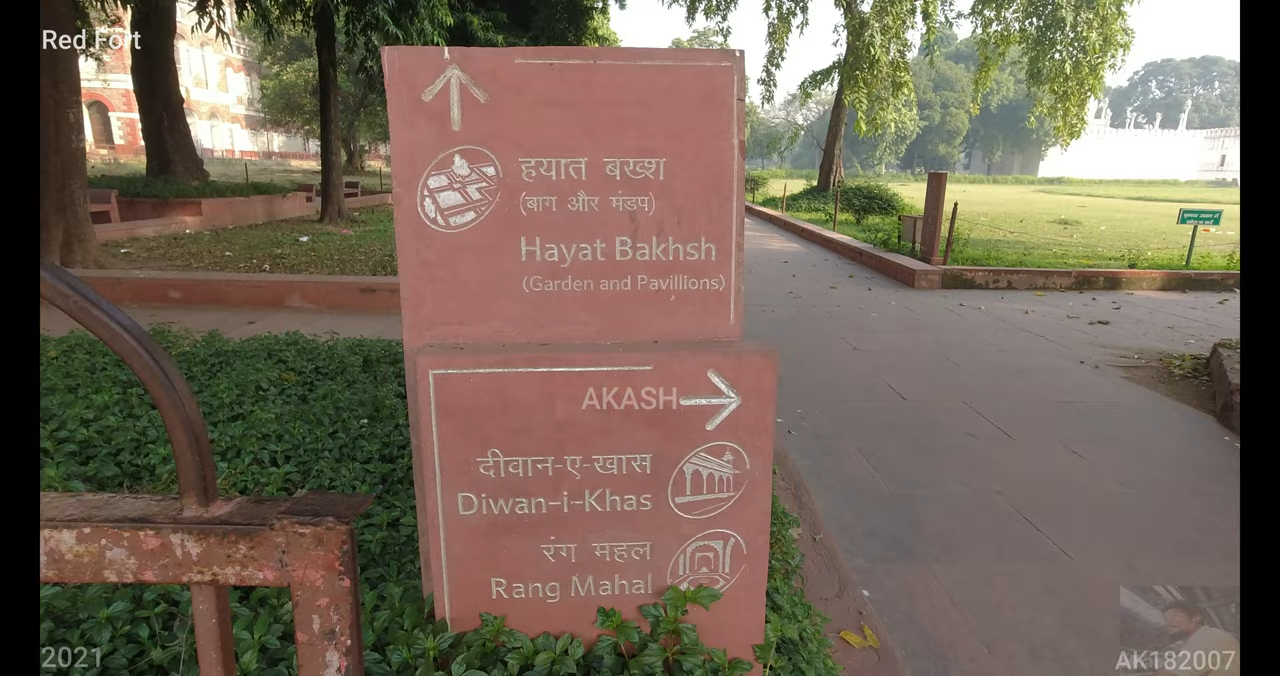 Red Fort
हयात बख्श
(बाग और मंडप)
Hayat Bakhsh
(Garden and Pavillions)
AKASH
दीवान-ए-खास
Diwan-i-Khas
रंग महल
Rang Mahal
2021
AK182007